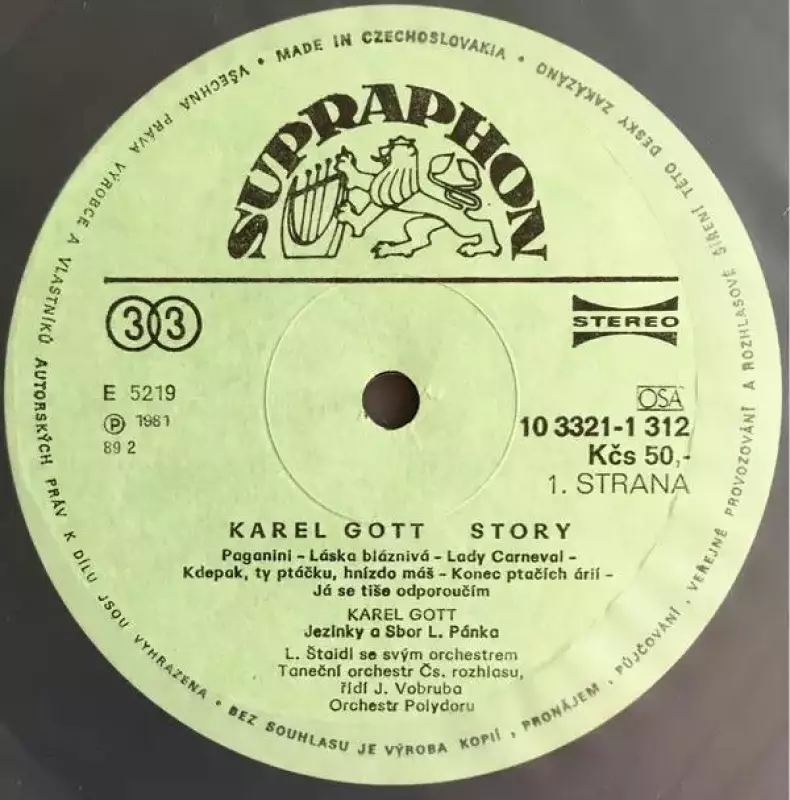 • MADE IN CZECHOSLOVAKIA •
VŠECHNA PRÁVA VÝROBCE A VLASTNÍKŮ AUTORSKÝCH PRÁV K DÍLU JSOU VYHRAZENA • BEZ SOUHLASU JE VÝROBA KOPIÍ, PRONÁJEM, PŮJČOVÁNÍ, VEŘEJNÉ PROVOZOVÁNÍ A ROZHLASOVÉ ŠÍŘENÍ TÉTO DESKY ZAKÁZÁNO
SUPRAPHON
33
STEREO
E 5219
Ⓟ 1981
89 2
OSA
10 3321-1 312
Kčs 50,-
1. STRANA
KAREL GOTT STORY
Paganini - Láska bláznivá - Lady Carneval -
Kdepak, ty ptáčku, hnízdo máš - Konec ptačích árií -
Já se tiše odporoučím
KAREL GOTT
Jezinky a Sbor L. Pánka
L. Štaidl se svým orchestrem
Taneční orchestr Čs. rozhlasu,
řídí J. Vobruba
Orchestr Polydoru